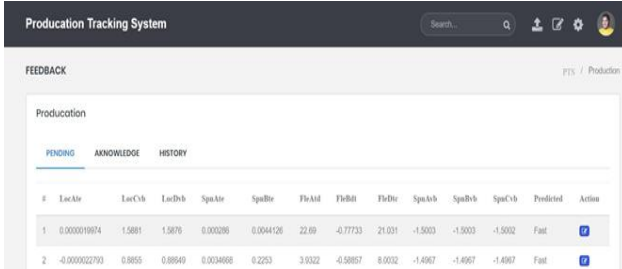 Producation Tracking System
Search...
FEEDBACK
PTS / Production
Producation
PENDING AKNOWLEDGE HISTORY
# LocAte LocCvb LocDvb SpnAte SpnBte FleAtd FleBdt FleDtc SpnAvb SpnBvb SpnCvb Predicted Action
1 0.0000019974 1.5881 1.5876 0.000286 0.0044126 22.69 -0.77733 21.031 -1.5003 -1.5003 -1.5002 Fast
2 -0.0000022793 0.8855 0.88649 0.0034668 0.2253 3.9322 -0.58857 8.0032 -1.4967 -1.4967 -1.4967 Fast